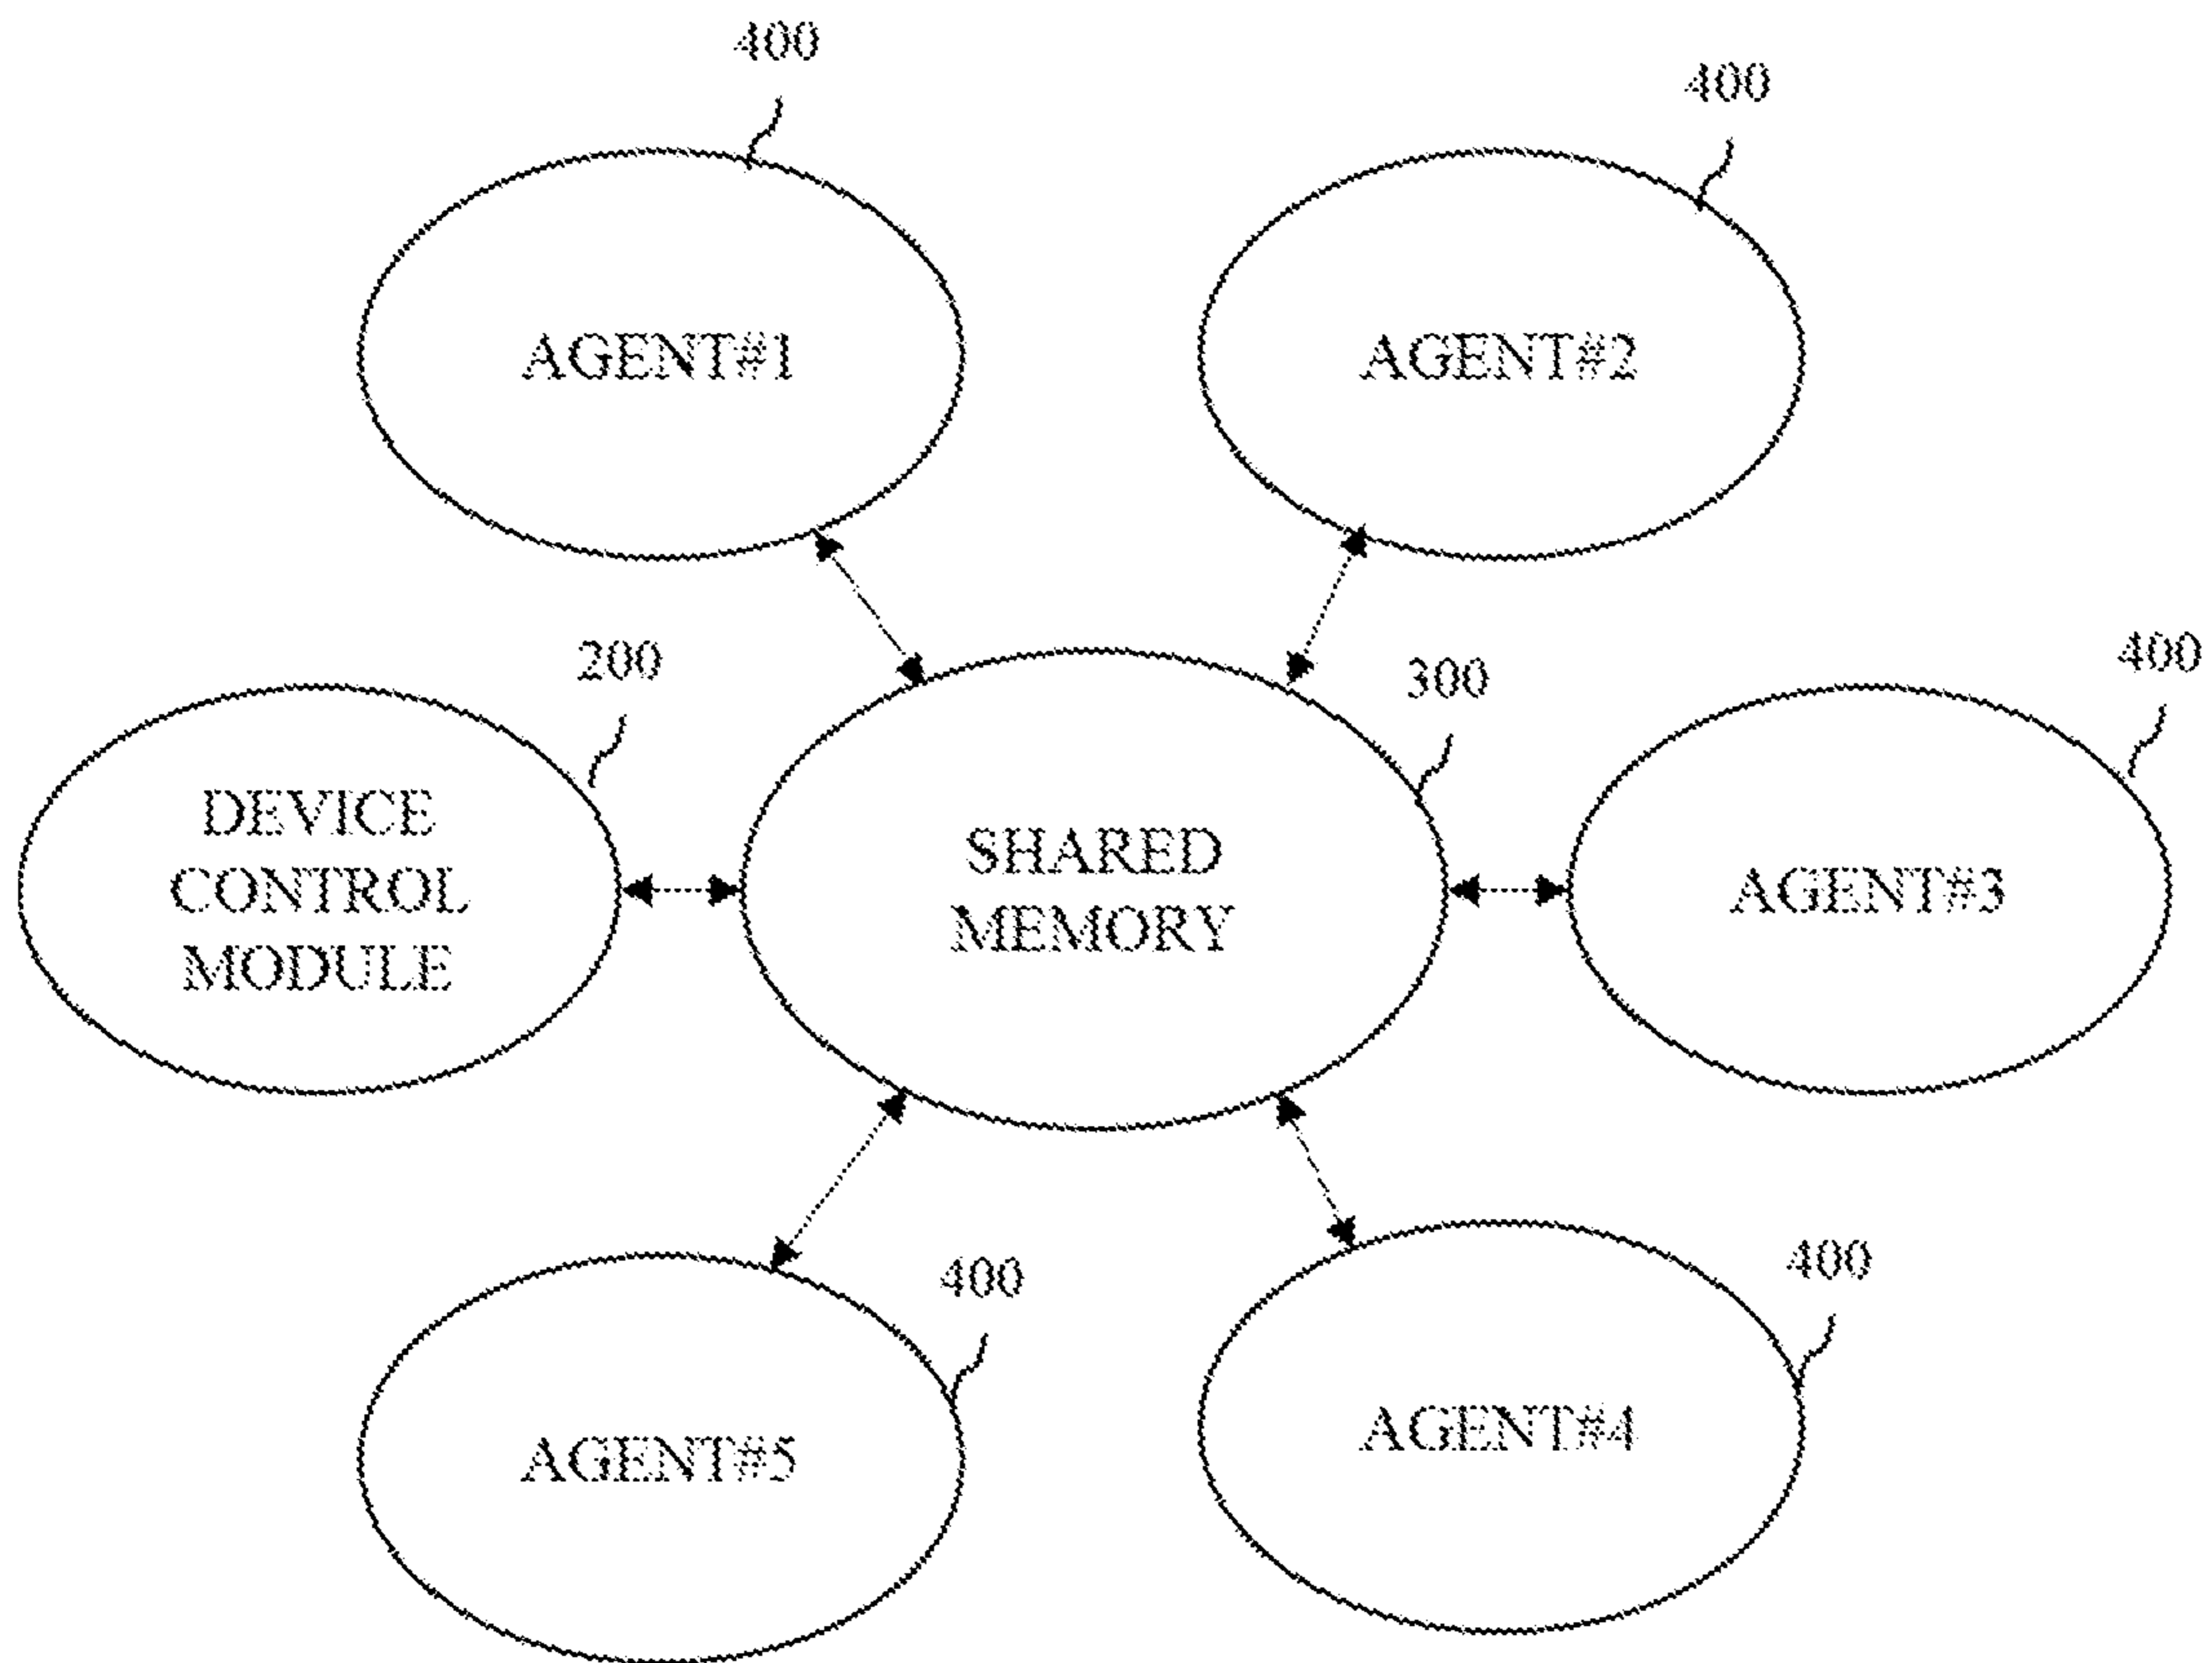 400
400
AGENT#1
AGENT#2
200
300
400
DEVICE
CONTROL
MODULE
SHARED
MEMORY
AGENT#3
400
400
AGENT#5
AGENT#4